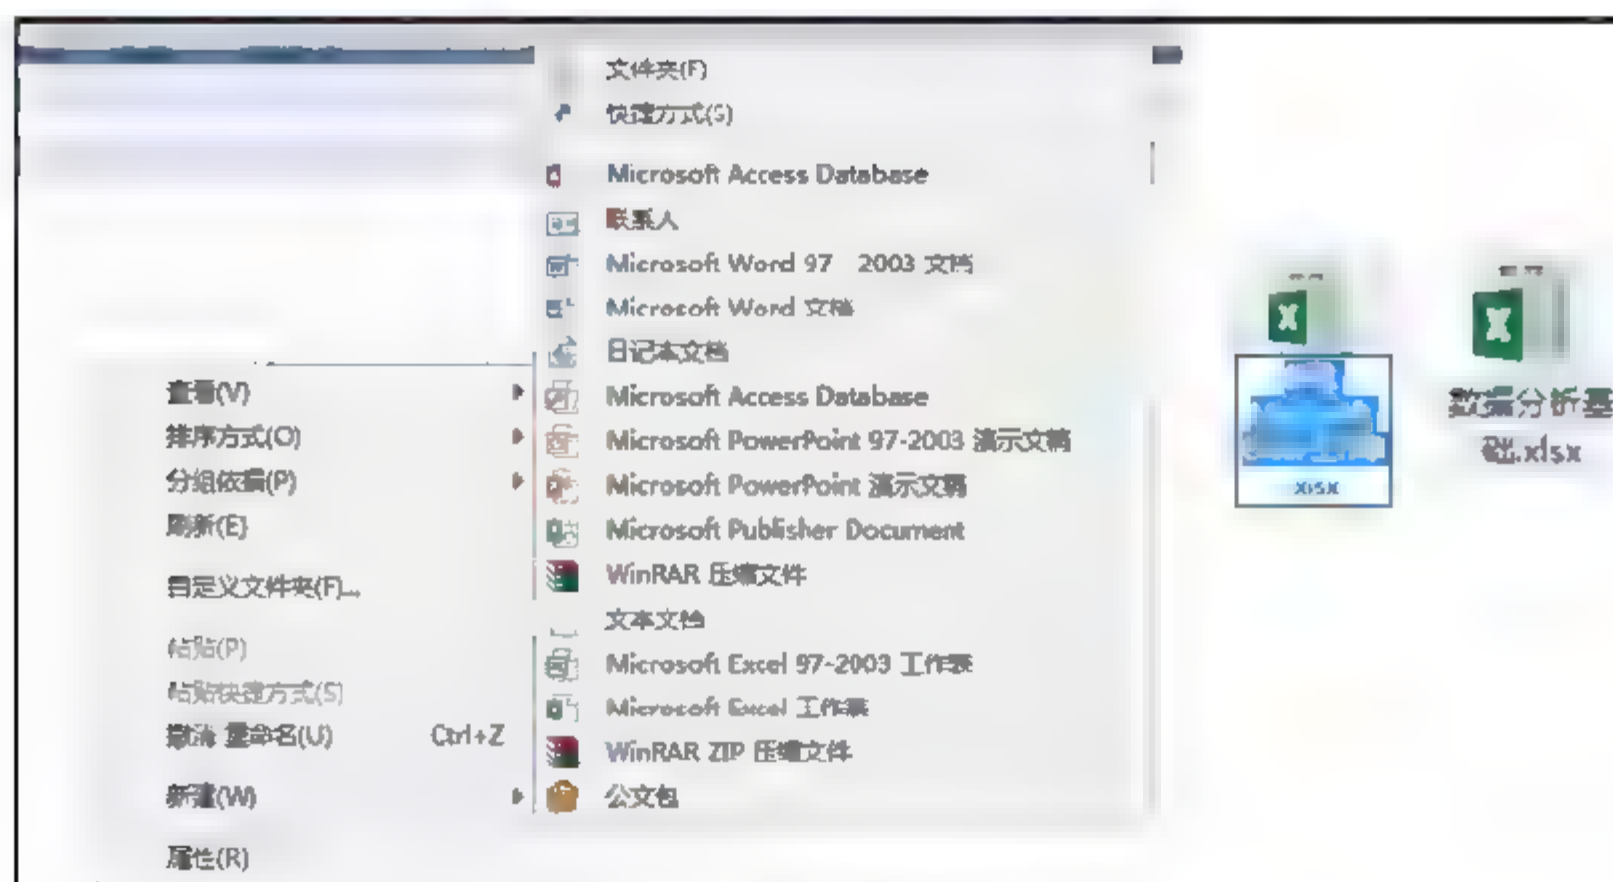 查看(V)
排序方式(O)
分组依据(P)
刷新(E)
自定义文件夹(F)...
粘贴(P)
粘贴快捷方式(S)
撤消 重命名(U) Ctrl+Z
新建(W)
属性(R)
文件夹(F)
快捷方式(S)
Microsoft Access Database
联系人
Microsoft Word 97 - 2003 文档
Microsoft Word 文档
日记本文档
Microsoft Access Database
Microsoft PowerPoint 97-2003 演示文稿
Microsoft PowerPoint 演示文稿
Microsoft Publisher Document
WinRAR 压缩文件
文本文档
Microsoft Excel 97-2003 工作表
Microsoft Excel 工作表
WinRAR ZIP 压缩文件
公文包
xlsx
数据分析基
础.xlsx